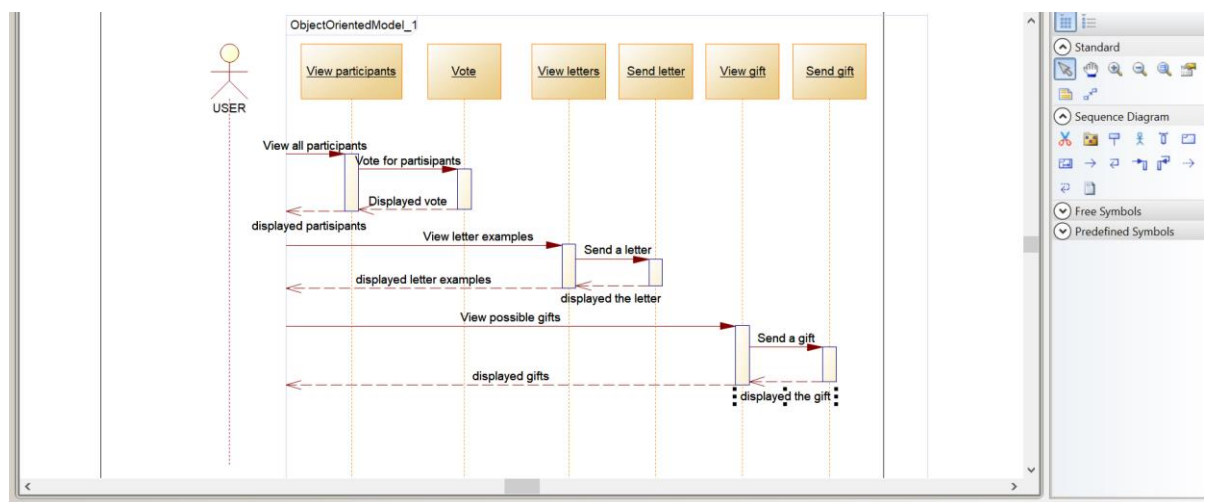 ObjectOrientedModel_1
View participants
Vote
View letters
Send letter
View gift
Send gift
USER
View all participants
Vote for partisipants
Displayed vote
displayed partisipants
View letter examples
Send a letter
displayed letter examples
displayed the letter
View possible gifts
Send a gift
displayed gifts
displayed the gift
Standard
Sequence Diagram
Free Symbols
Predefined Symbols